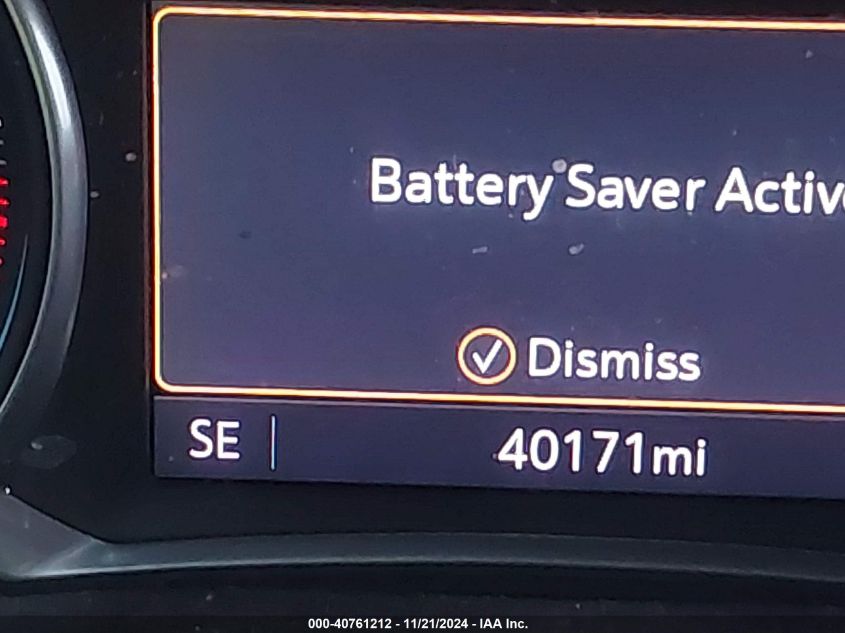 Battery Saver Activ
Dismiss
SE
40171mi
000-40761212 - 11/21/2024 - IAA Inc.